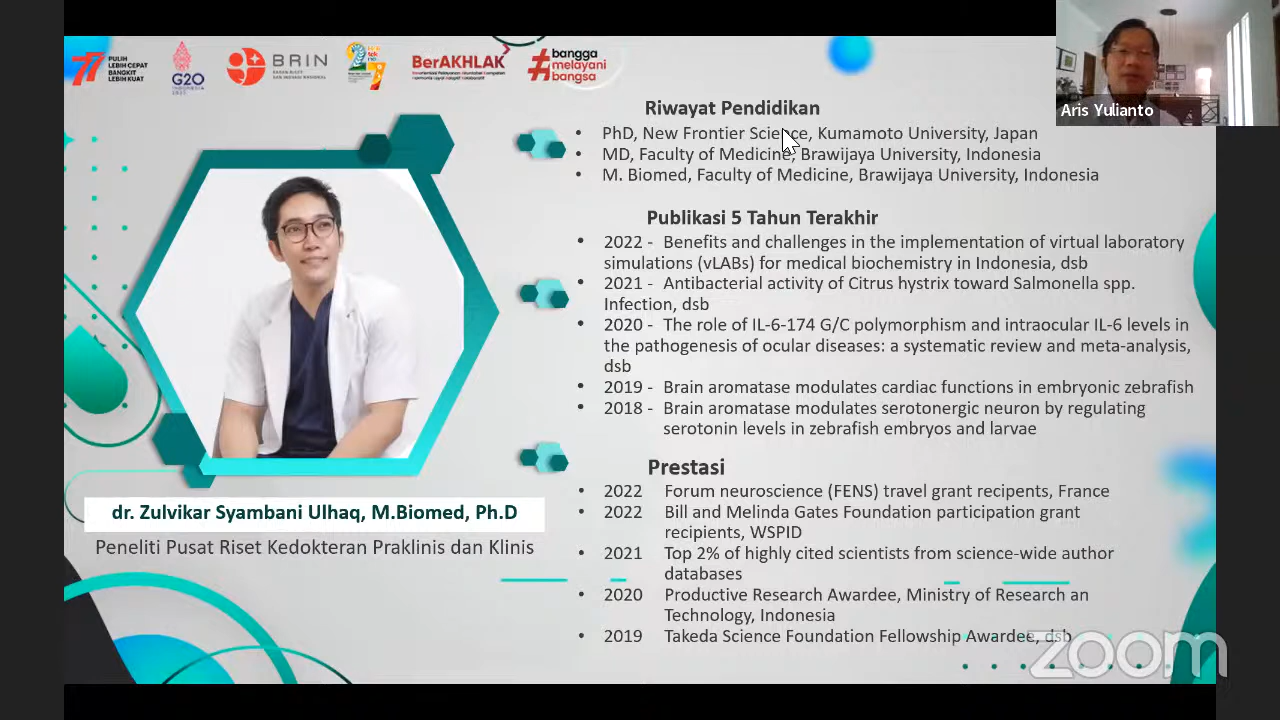 PULIH
LEBIH CEPAT
BANGKIT
LEBIH KUAT
G20
INDONESIA
2022
BRIN
BADAN RISET
DAN INOVASI NASIONAL
BerAKHLAK
#bangga
melayani
bangsa
Aris Yulianto
Riwayat Pendidikan
• PhD, New Frontier Science, Kumamoto University, Japan
• MD, Faculty of Medicine, Brawijaya University, Indonesia
• M. Biomed, Faculty of Medicine, Brawijaya University, Indonesia
Publikasi 5 Tahun Terakhir
• 2022 - Benefits and challenges in the implementation of virtual laboratory
simulations (vLABs) for medical biochemistry in Indonesia, dsb
• 2021 - Antibacterial activity of Citrus hystrix toward Salmonella spp.
Infection, dsb
• 2020 - The role of IL-6-174 G/C polymorphism and intraocular IL-6 levels in
the pathogenesis of ocular diseases: a systematic review and meta-analysis,
dsb
• 2019 - Brain aromatase modulates cardiac functions in embryonic zebrafish
• 2018 - Brain aromatase modulates serotonergic neuron by regulating
serotonin levels in zebrafish embryos and larvae
Prestasi
• 2022 Forum neuroscience (FENS) travel grant recipents, France
• 2022 Bill and Melinda Gates Foundation participation grant
recipients, WSPID
• 2021 Top 2% of highly cited scientists from science-wide author
databases
• 2020 Productive Research Awardee, Ministry of Research an
Technology, Indonesia
• 2019 Takeda Science Foundation Fellowship Awardee, dsb
dr. Zulvikar Syambani Ulhaq, M.Biomed, Ph.D
Peneliti Pusat Riset Kedokteran Praklinis dan Klinis
zoom